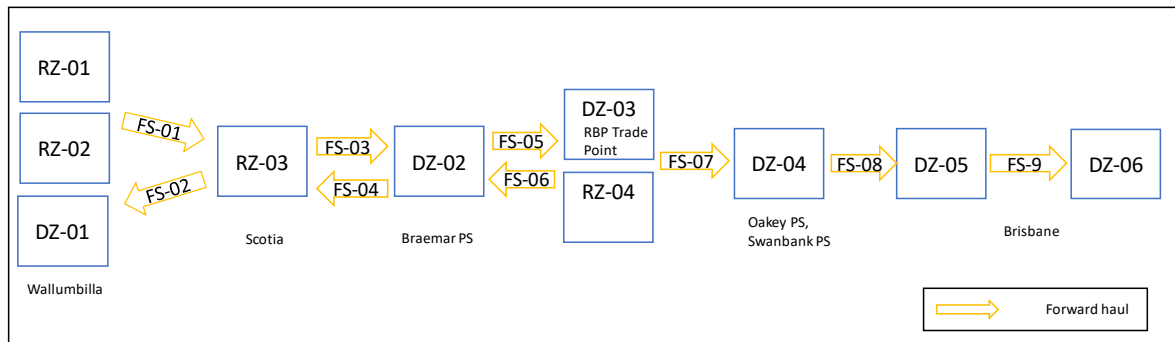 RZ-01
RZ-02
DZ-01
Wallumbilla
FS-01
FS-02
RZ-03
Scotia
FS-03
FS-04
DZ-02
Braemar PS
FS-05
FS-06
DZ-03
RBP Trade
Point
RZ-04
FS-07
DZ-04
Oakey PS,
Swanbank PS
FS-08
DZ-05
FS-9
Brisbane
DZ-06
Forward haul